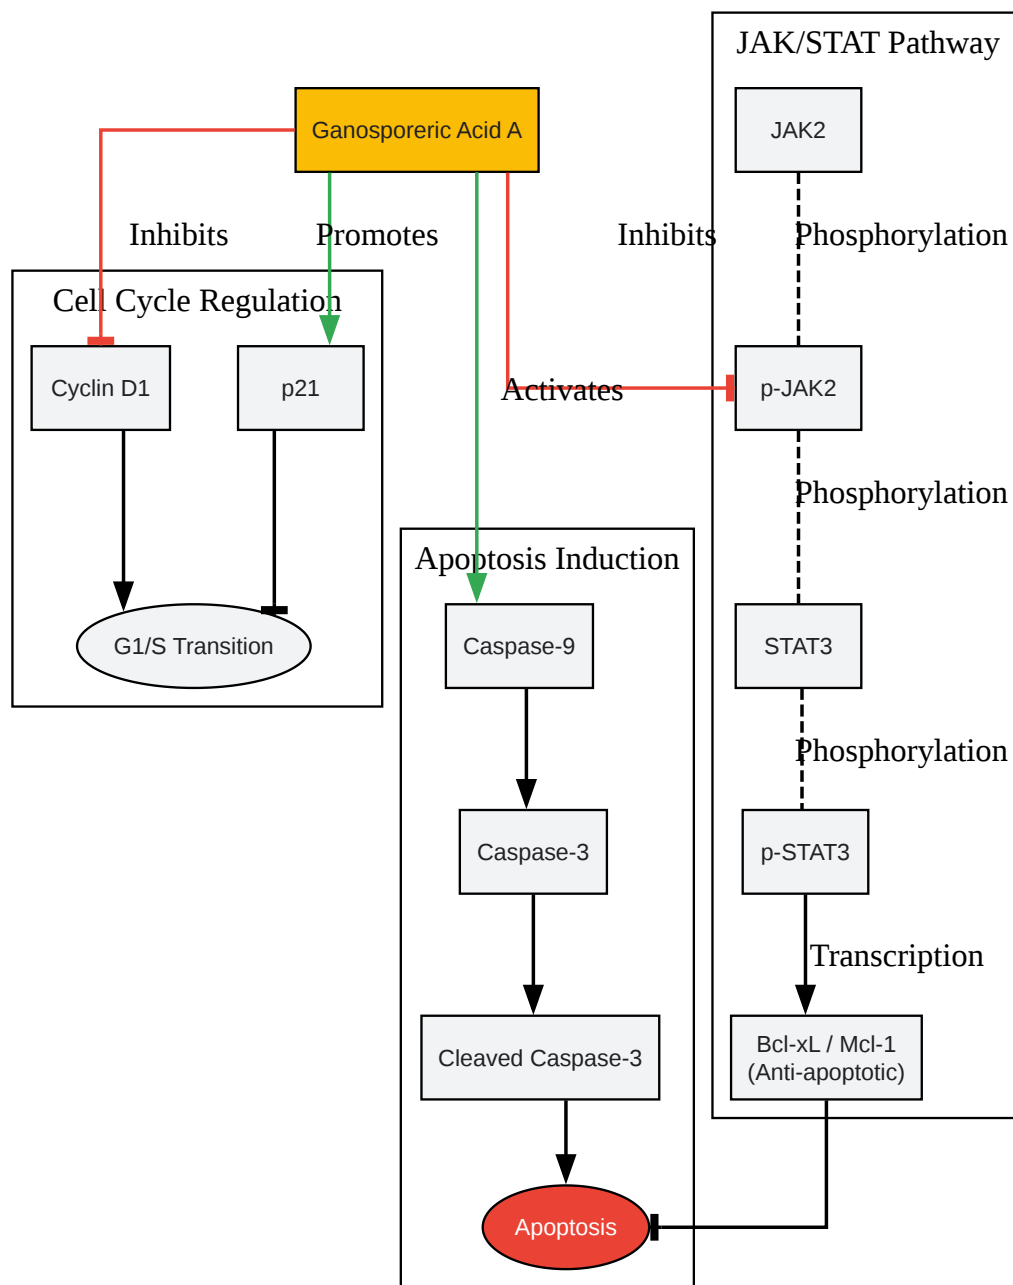 JAK/STAT Pathway
Ganosporeric Acid A
JAK2
Inhibits
Promotes
Inhibits
Phosphorylation
Cell Cycle Regulation
Cyclin D1
p21
Activates
p-JAK2
Phosphorylation
Apoptosis Induction
G1/S Transition
Caspase-9
STAT3
Phosphorylation
Caspase-3
p-STAT3
Transcription
Cleaved Caspase-3
Bcl-xL / Mcl-1
(Anti-apoptotic)
Apoptosis